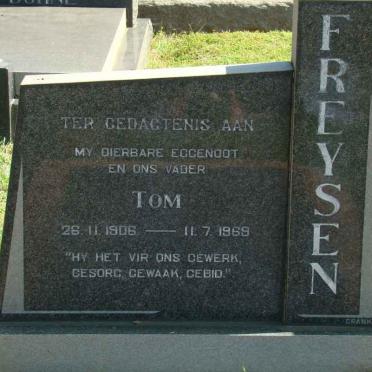 TER GEDAGTENIS AAN
MY DIERBARE EGGENOOT
EN ONS VADER
TOM
26.11.1906 — 11.7.1969
"HY HET VIR ONS GEWERK,
GESORG, GEWAAK, GEBID."
FREYSEN